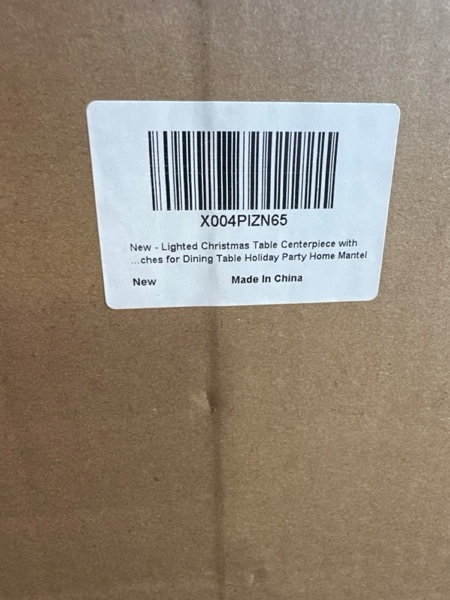 X004PIZN65
New - Lighted Christmas Table Centerpiece with
...ches for Dining Table Holiday Party Home Mantel
New Made In China